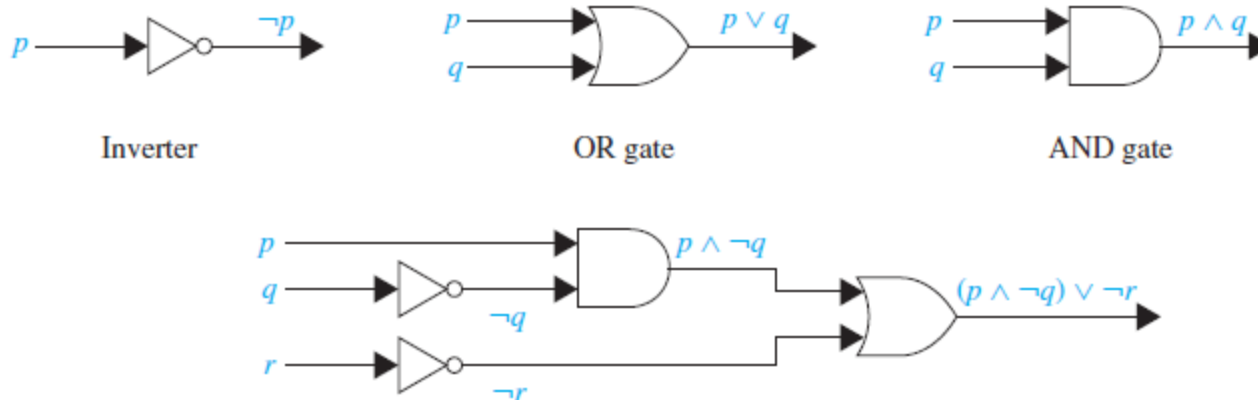 p ¬p
p q p ∨ q
p q p ∧ q
Inverter
OR gate
AND gate
p p ∧ ¬q
q ¬q
(p ∧ ¬q) ∨ ¬r
r ¬r